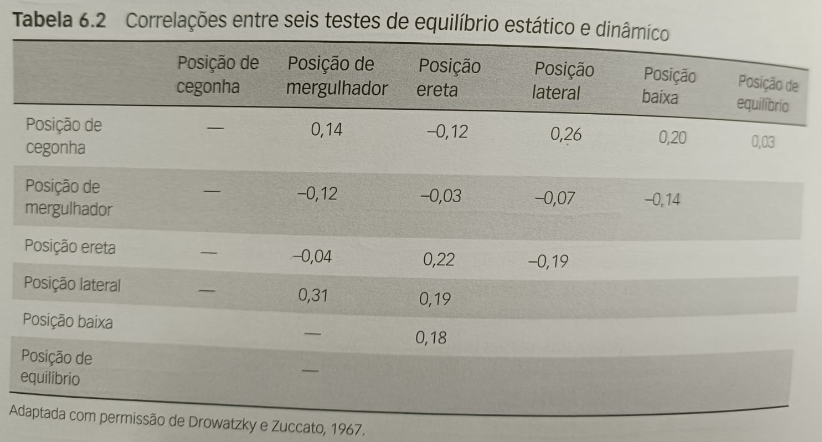 Tabela 6.2 Correlações entre seis testes de equilíbrio estático e dinâmico
Posição de cegonha Posição de mergulhador Posição ereta Posição lateral Posição baixa Posição de equilíbrio
Posição de cegonha — 0,14 –0,12 0,26 0,20 0,03
Posição de mergulhador — –0,12 –0,03 –0,07 –0,14
Posição ereta — –0,04 0,22 –0,19
Posição lateral — 0,31 0,19
Posição baixa — 0,18
Posição de equilíbrio —
Adaptada com permissão de Drowatzky e Zuccato, 1967.